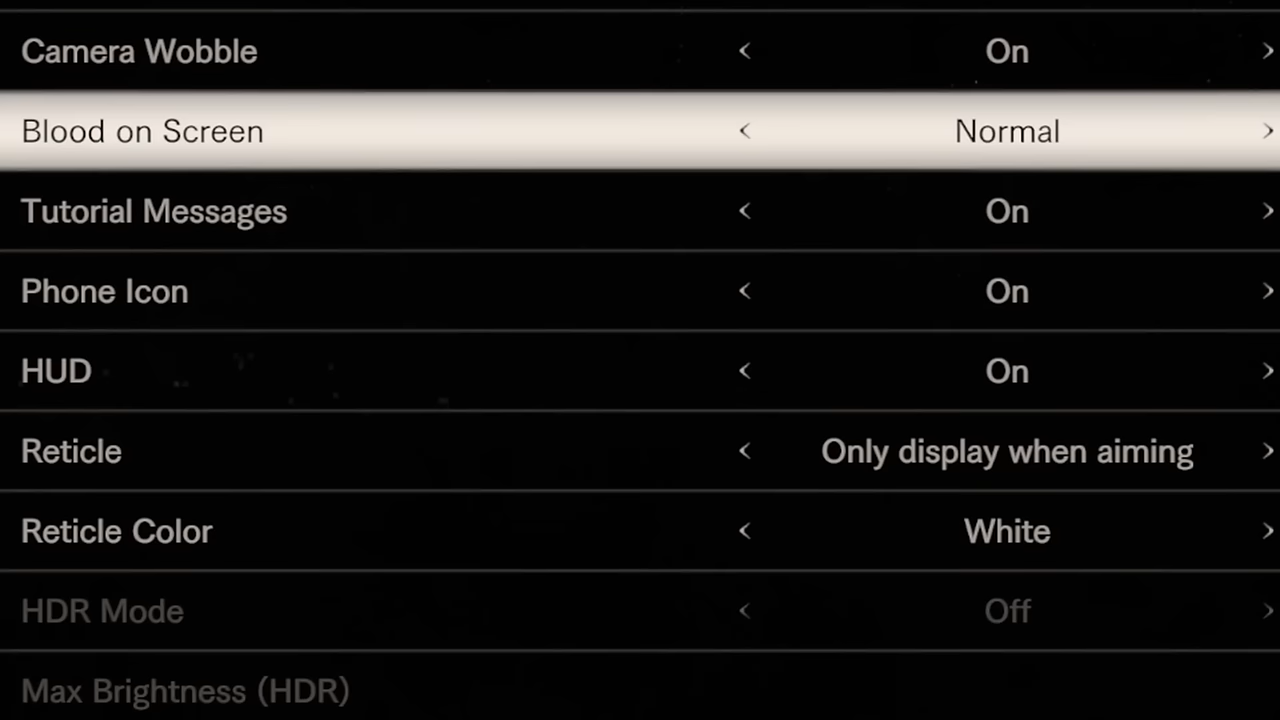 Camera Wobble < On >
Blood on Screen < Normal >
Tutorial Messages < On >
Phone Icon < On >
HUD < On >
Reticle < Only display when aiming >
Reticle Color < White >
HDR Mode < Off >
Max Brightness (HDR)